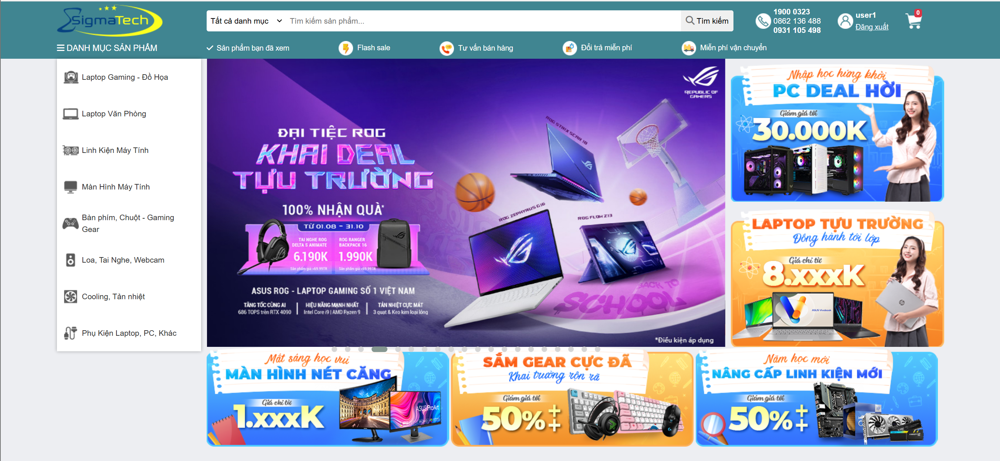 SigmaTech
Tất cả danh mục
Tìm kiếm sản phẩm...
Tìm kiếm
1900 0323
0862 136 488
0931 105 498
user1
Đăng xuất
0
DANH MỤC SẢN PHẨM
Sản phẩm bạn đã xem
Flash sale
Tư vấn bán hàng
Đổi trả miễn phí
Miễn phí vận chuyển
Laptop Gaming - Đồ Họa
Laptop Văn Phòng
Linh Kiện Máy Tính
Màn Hình Máy Tính
Bàn phím, Chuột - Gaming
Gear
Loa, Tai Nghe, Webcam
Cooling, Tản nhiệt
Phụ Kiện Laptop, PC, Khác
REPUBLIC OF
GAMERS
ĐẠI TIỆC ROG
KHAI DEAL
TỰU TRƯỜNG
100% NHẬN QUÀ*
TỪ 01.08 - 31.10
TAI NGHE ROG
DELTA S ANIMATE
6.190K
Sản phẩm giá >69.99TR
ROG RANGER
BACKPACK 16
1.990K
Sản phẩm giá <69.99TR
ASUS ROG - LAPTOP GAMING SỐ 1 VIỆT NAM
TĂNG TỐC CÙNG AI
686 TOPS trên RTX 4090
HIỆU NĂNG MẠNH NHẤT
Intel Core i9 | AMD Ryzen 9
TẢN NHIỆT CỰC MÁT
3 quạt & Keo kim loại lỏng
ROG STRIX SCAR 18
ROG ZEPHYRUS G16
ROG FLOW Z13
BACK TO
SCHOOL
*Điều kiện áp dụng
Nhập học hứng khởi
PC DEAL HỜI
Giảm giá tới
30.000K
LAPTOP TỰU TRƯỜNG
Đồng hành tới lớp
Giá chỉ từ
8.xxxK
ASUS Vivobook
Mắt sáng học vui
MÀN HÌNH NÉT CĂNG
Giá chỉ từ
1.xxxK
ASUS ProArt
SẮM GEAR CỰC ĐÃ
Khai trường rộn rã
Giảm giá tới
50%++
Năm học mới
NÂNG CẤP LINH KIỆN MỚI
Giảm giá tới
50%++
i9